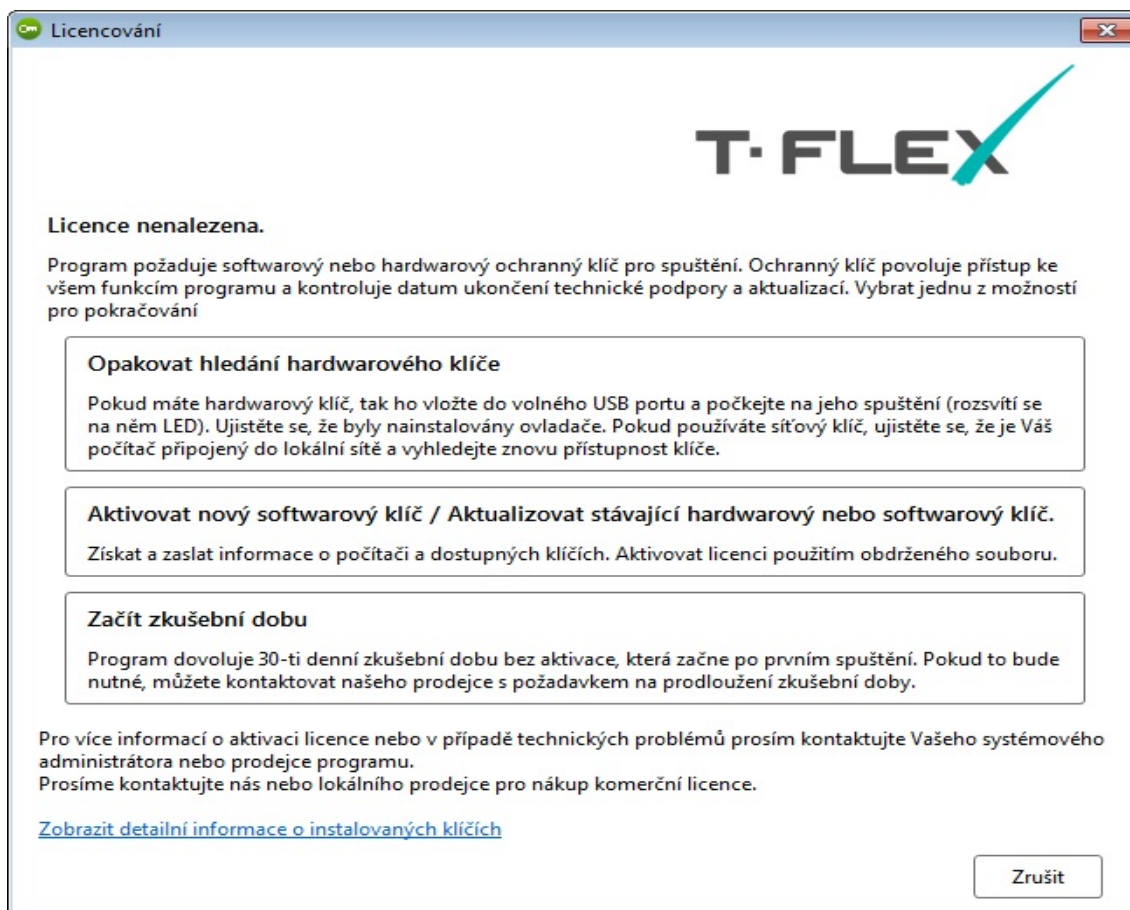 Licencování
T-FLEX
Licence nenalezena.
Program požaduje softwarový nebo hardwarový ochranný klíč pro spuštění. Ochranný klíč povoluje přístup ke
všem funkcím programu a kontroluje datum ukončení technické podpory a aktualizací. Vybrat jednu z možností
pro pokračování
Opakovat hledání hardwarového klíče
Pokud máte hardwarový klíč, tak ho vložte do volného USB portu a počkejte na jeho spuštění (rozsvítí se
na něm LED). Ujistěte se, že byly nainstalovány ovladače. Pokud používáte síťový klíč, ujistěte se, že je Váš
počítač připojený do lokální sítě a vyhledejte znovu přístupnost klíče.
Aktivovat nový softwarový klíč / Aktualizovat stávající hardwarový nebo softwarový klíč.
Získat a zaslat informace o počítači a dostupných klíčích. Aktivovat licenci použitím obdrženého souboru.
Začít zkušební dobu
Program dovoluje 30-ti denní zkušební dobu bez aktivace, která začne po prvním spuštění. Pokud to bude
nutné, můžete kontaktovat našeho prodejce s požadavkem na prodloužení zkušební doby.
Pro více informací o aktivaci licence nebo v případě technických problémů prosím kontaktujte Vašeho systémového
administrátora nebo prodejce programu.
Prosíme kontaktujte nás nebo lokálního prodejce pro nákup komerční licence.
Zobrazit detailní informace o instalovaných klíčích
Zrušit